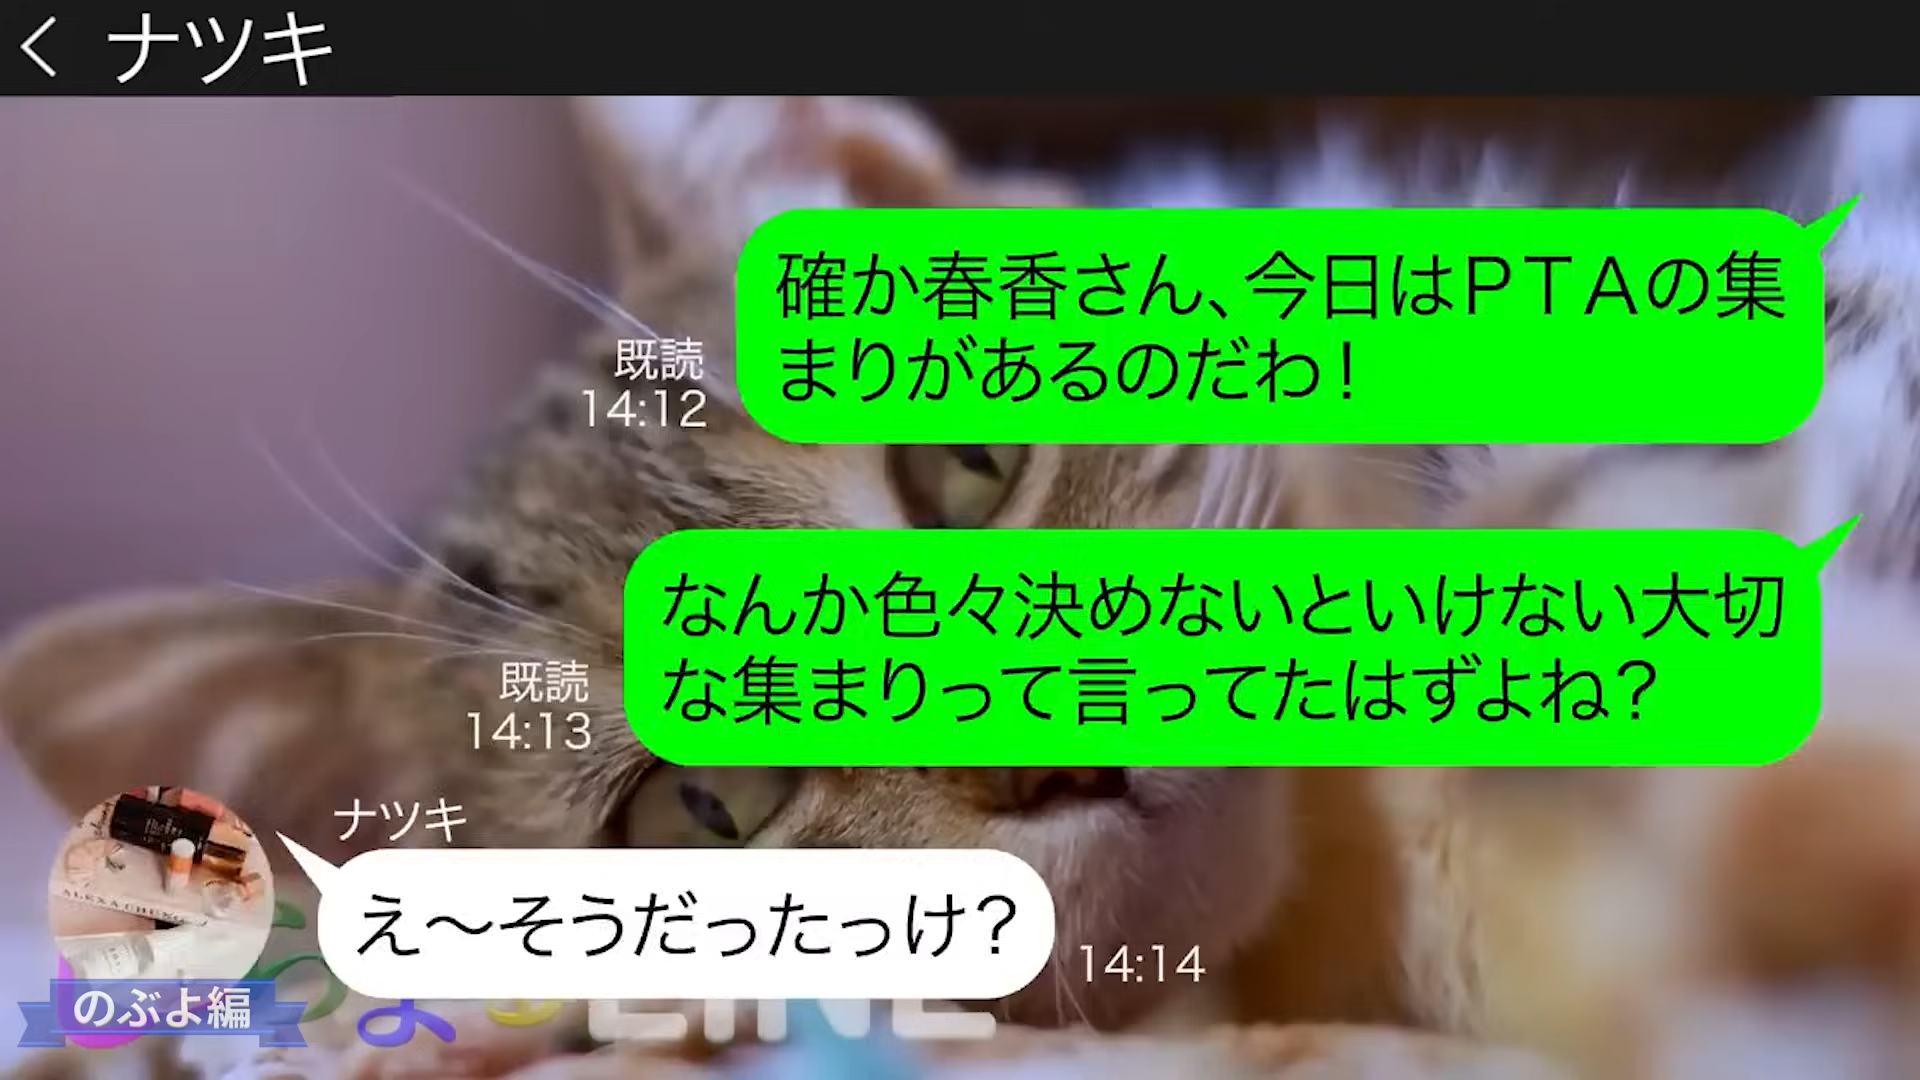 ナツキ
確か春香さん、今日はＰＴＡの集
まりがあるのだわ！
既読
14:12
なんか色々決めないといけない大切
な集まりって言ってたはずよね？
既読
14:13
ナツキ
え〜そうだったっけ？
14:14
ALEXA CHUNG
のぶよ編
LINE